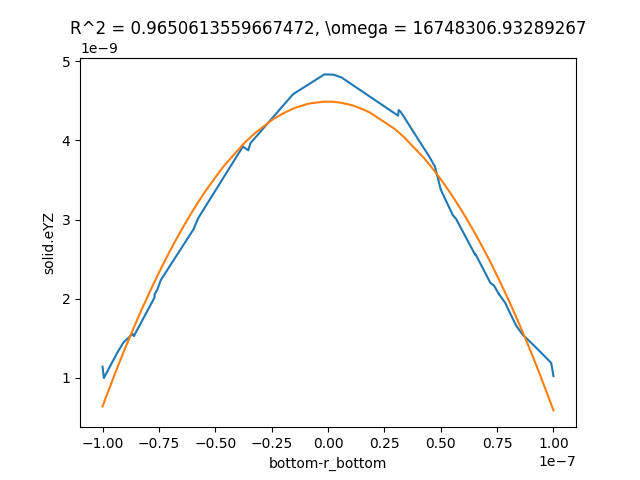 R^2 = 0.9650613559667472, \omega = 16748306.93289267
1e−9
5
4
3
2
1
solid.eYZ
−1.00 −0.75 −0.50 −0.25 0.00 0.25 0.50 0.75 1.00
1e−7
bottom-r_bottom